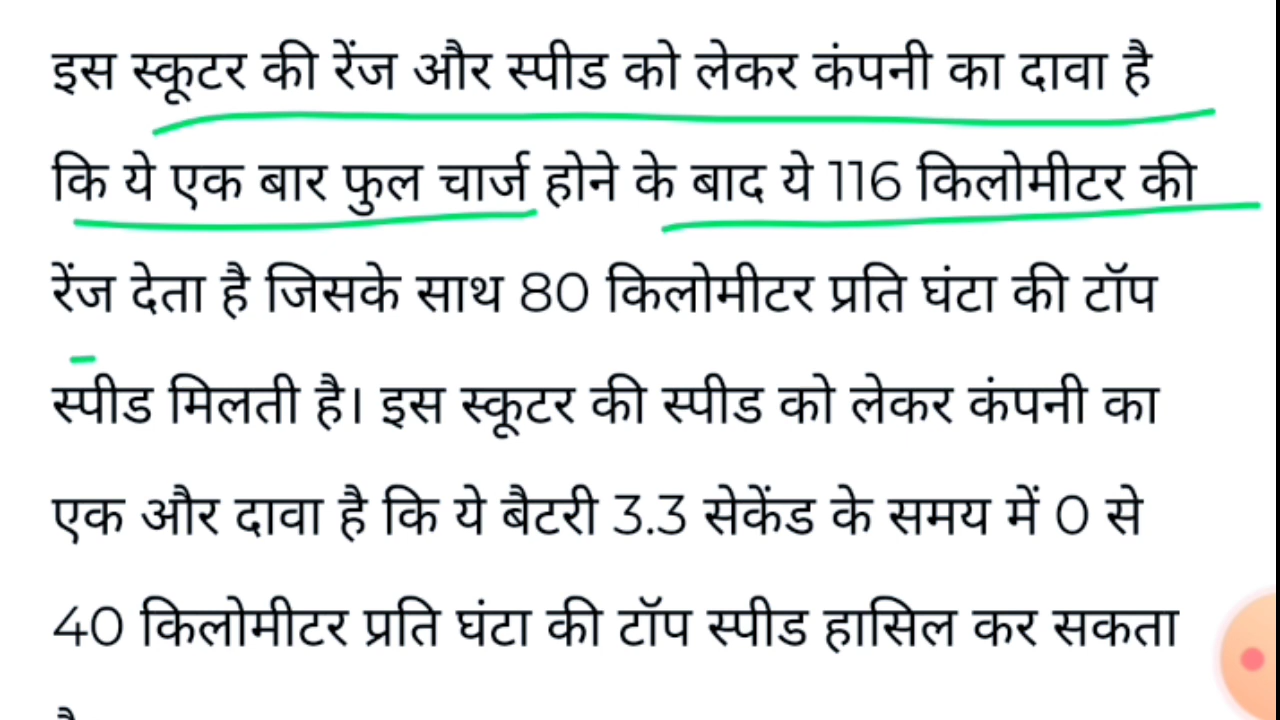 इस स्कूटर की रेंज और स्पीड को लेकर कंपनी का दावा है
कि ये एक बार फुल चार्ज होने के बाद ये 116 किलोमीटर की
रेंज देता है जिसके साथ 80 किलोमीटर प्रति घंटा की टॉप
स्पीड मिलती है। इस स्कूटर की स्पीड को लेकर कंपनी का
एक और दावा है कि ये बैटरी 3.3 सेकेंड के समय में 0 से
40 किलोमीटर प्रति घंटा की टॉप स्पीड हासिल कर सकता